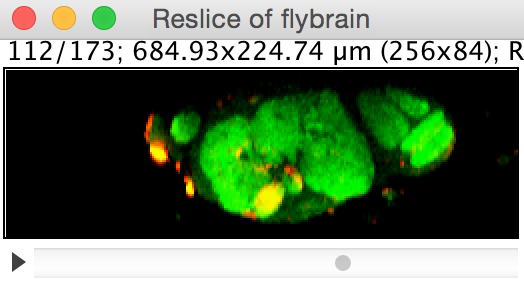 Reslice of flybrain
112/173; 684.93x224.74 µm (256x84); R